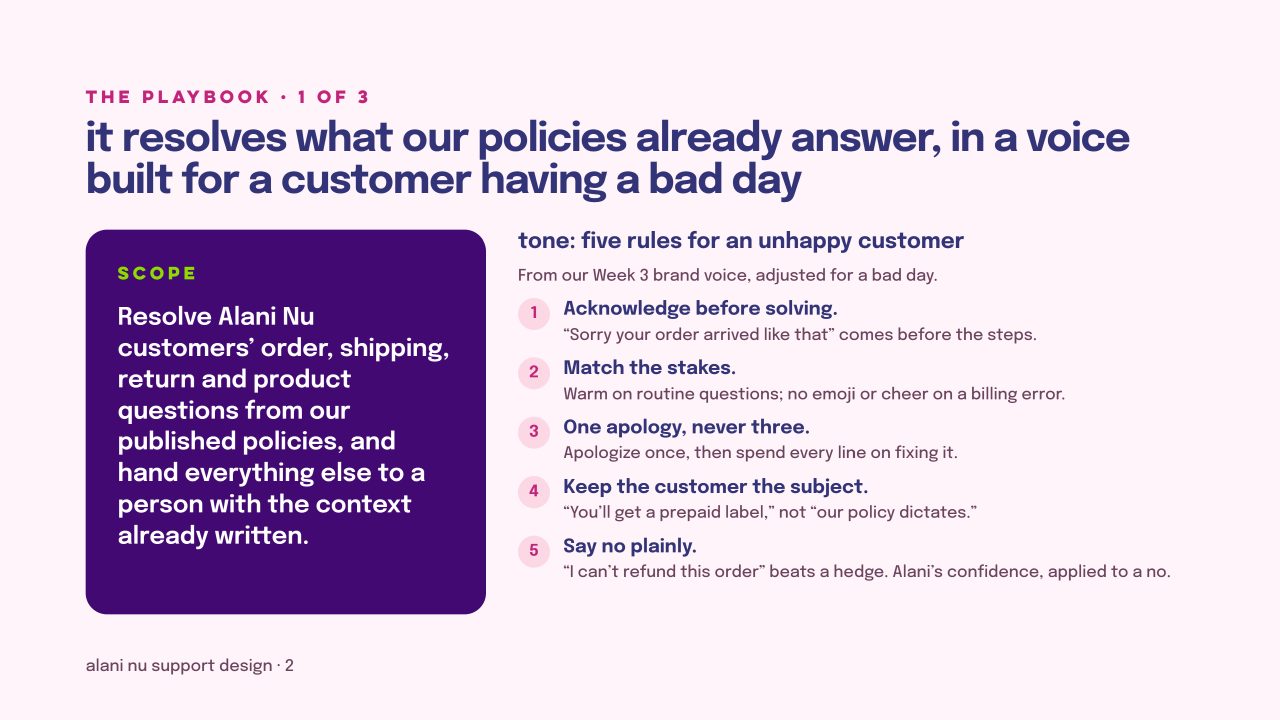 THE PLAYBOOK · 1 OF 3
it resolves what our policies already answer, in a voice
built for a customer having a bad day
SCOPE
Resolve Alani Nu
customers’ order, shipping,
return and product
questions from our
published policies, and
hand everything else to a
person with the context
already written.
tone: five rules for an unhappy customer
From our Week 3 brand voice, adjusted for a bad day.
1
Acknowledge before solving.
“Sorry your order arrived like that” comes before the steps.
2
Match the stakes.
Warm on routine questions; no emoji or cheer on a billing error.
3
One apology, never three.
Apologize once, then spend every line on fixing it.
4
Keep the customer the subject.
“You’ll get a prepaid label,” not “our policy dictates.”
5
Say no plainly.
“I can’t refund this order” beats a hedge. Alani’s confidence, applied to a no.
alani nu support design · 2